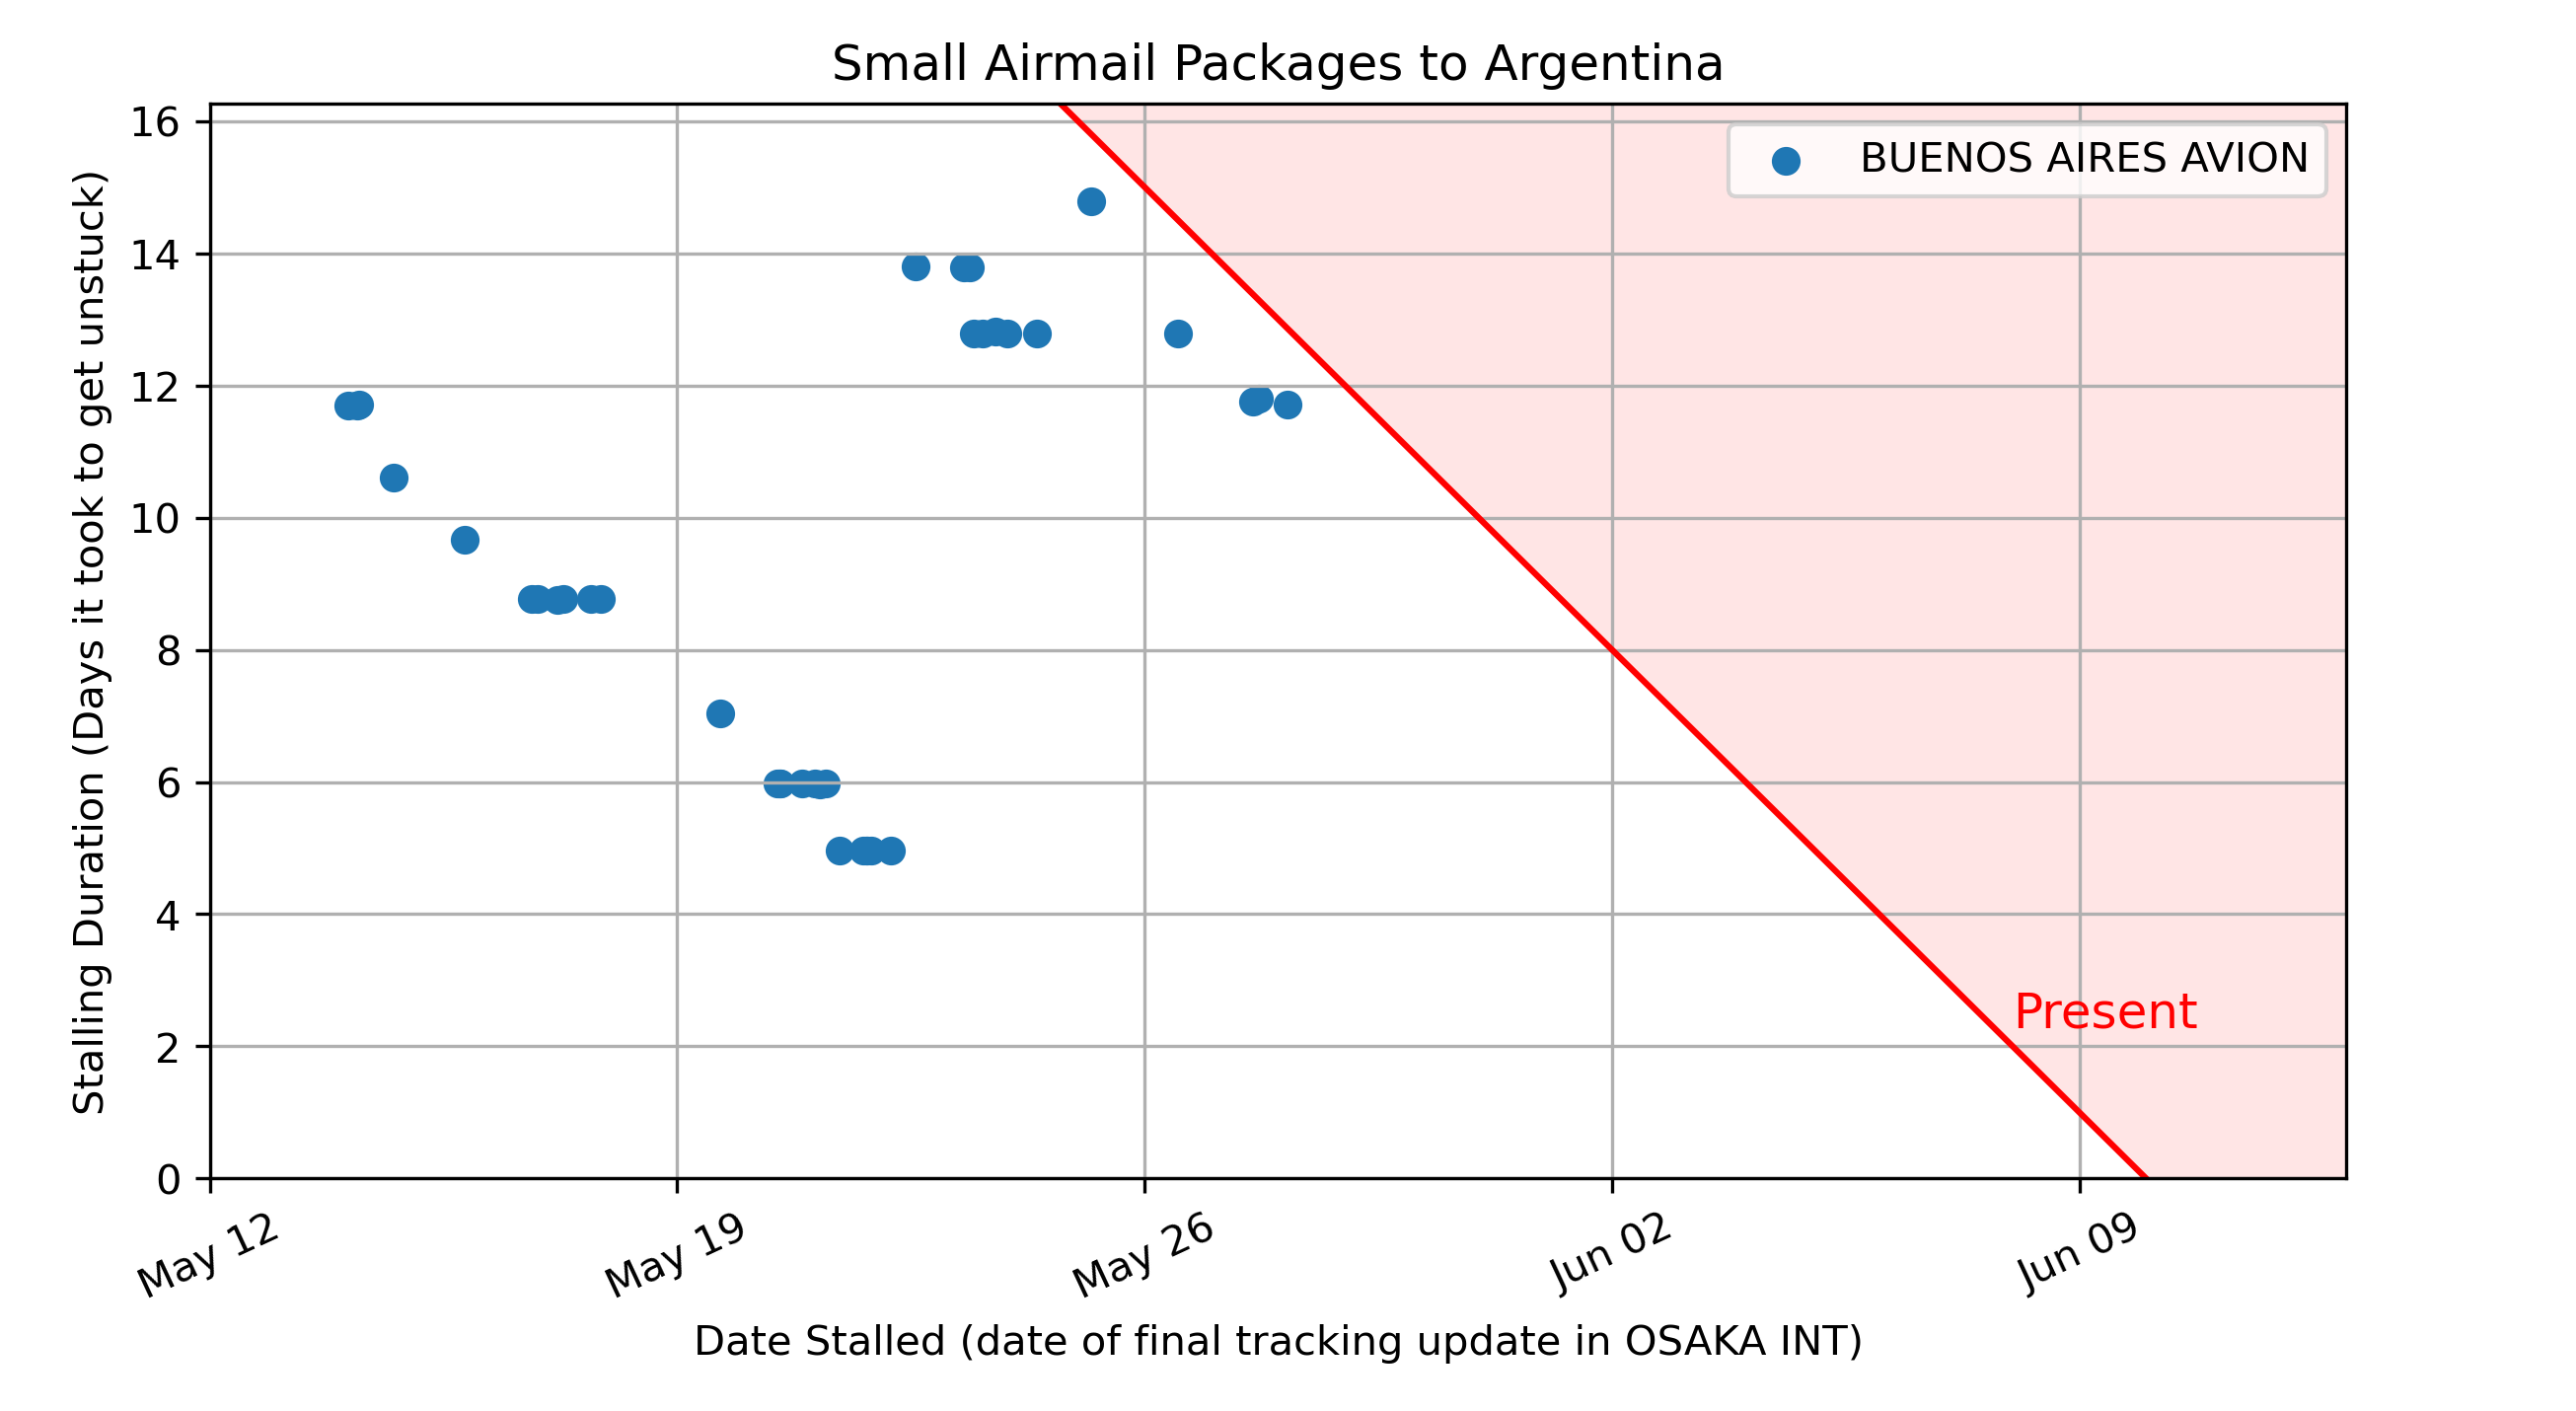 Small Airmail Packages to Argentina
BUENOS AIRES AVION
Stalling Duration (Days it took to get unstuck)
16
14
12
10
8
6
4
2
0
Present
May 12
May 19
May 26
Jun 02
Jun 09
Date Stalled (date of final tracking update in OSAKA INT)